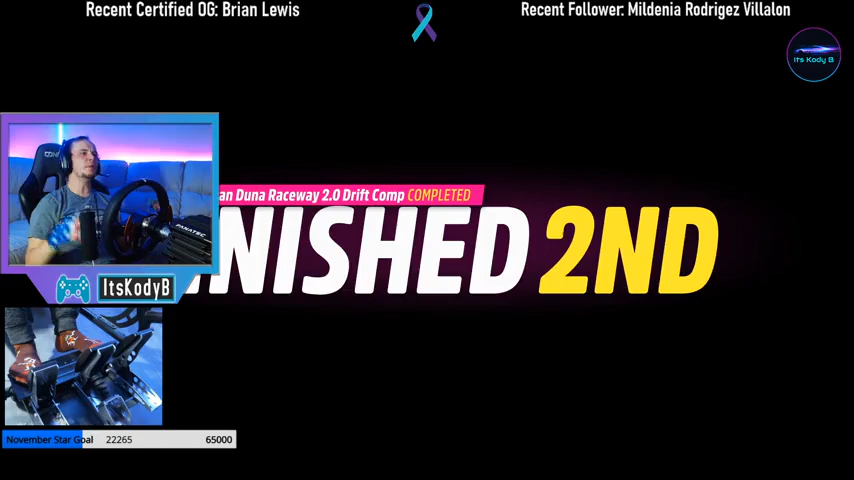 Recent Certified OG: Brian Lewis
Recent Follower: Mildenia Rodrigez Villalon
Its Kody B
an Duna Raceway 2.0 Drift Comp COMPLETED
NISHED 2ND
FANATEC
ItsKodyB
November Star Goal 22265 65000